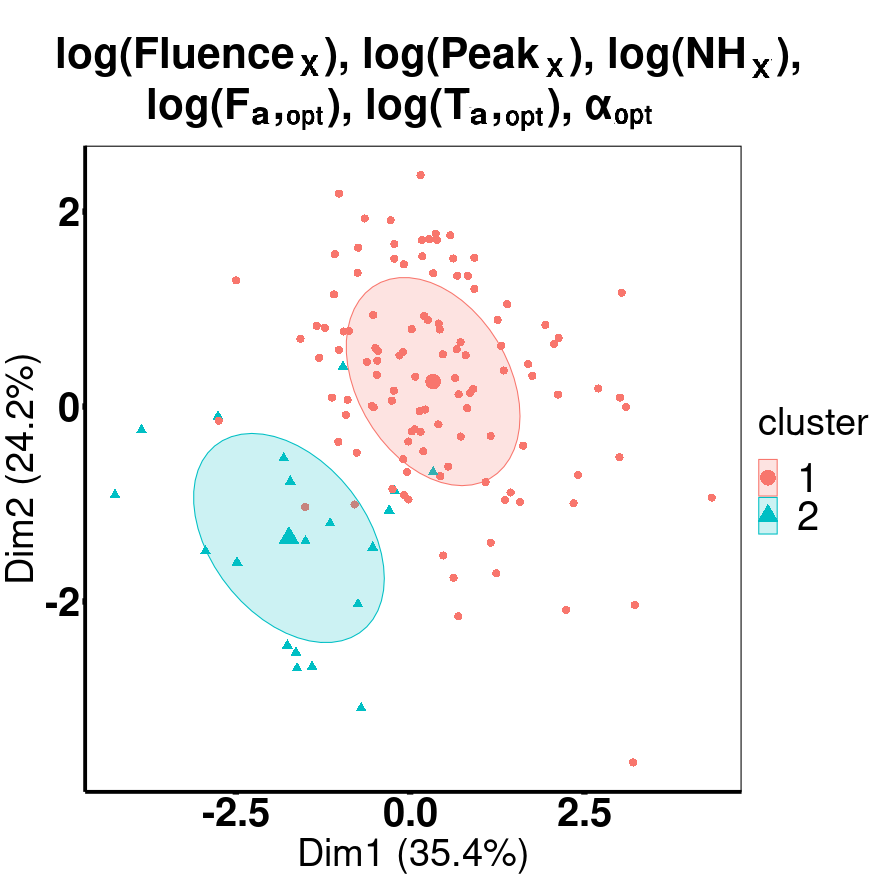 log(Fluence X), log(Peak X), log(NH X),
log(Fa,opt), log(Ta,opt), αopt
2
0
-2
Dim2 (24.2%)
-2.5 0.0 2.5
Dim1 (35.4%)
cluster
1
2